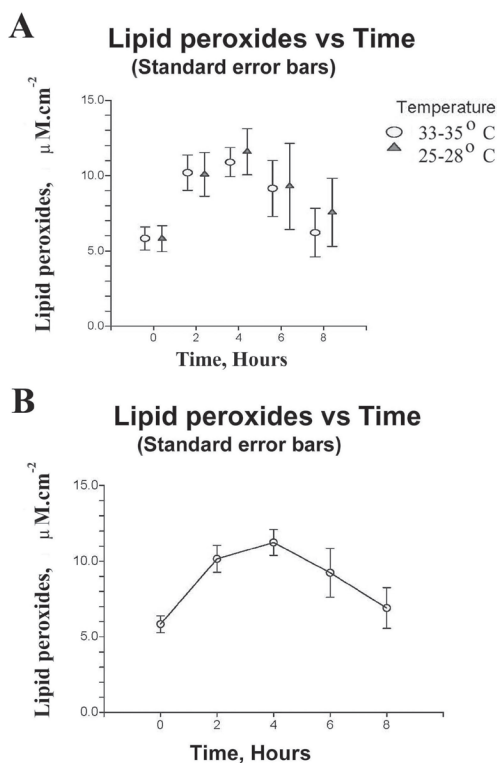 A
Lipid peroxides vs Time
(Standard error bars)
Lipid peroxides, μ M.cm-2
15.0
10.0
5.0
0.0
0 2 4 6 8
Time, Hours
Temperature
33-35° C
25-28° C
B
Lipid peroxides vs Time
(Standard error bars)
Lipid peroxides, μ M.cm-2
15.0
10.0
5.0
0.0
0 2 4 6 8
Time, Hours